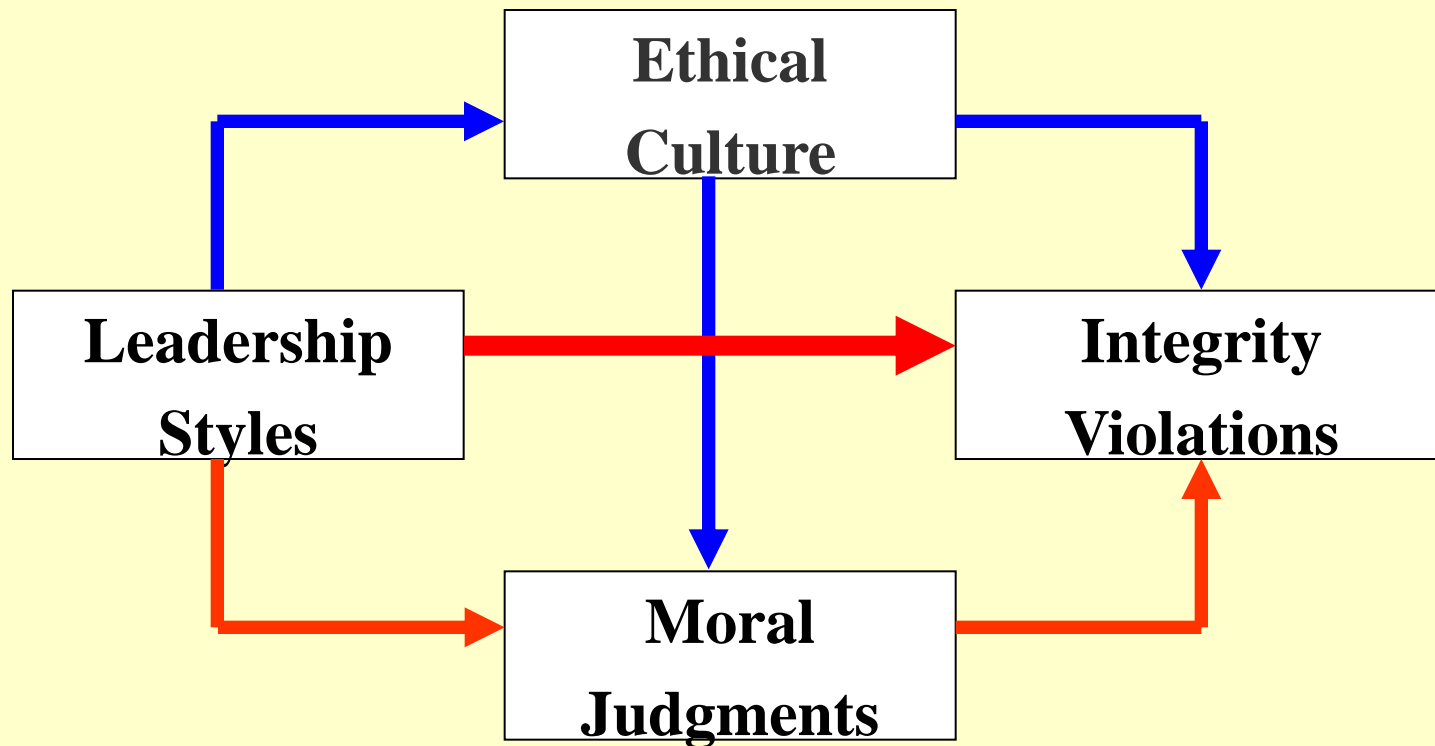 Ethical
Culture
Leadership
Styles
Integrity
Violations
Moral
Judgments